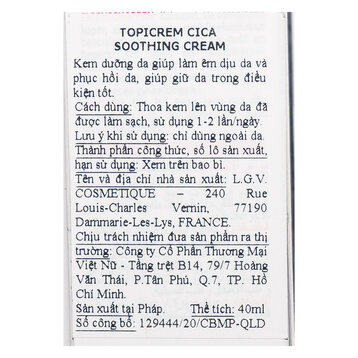 TOPICREM CICA
SOOTHING CREAM
Kem dưỡng da giúp làm êm dịu da và
phục hồi da, giúp giữ da trong điều
kiện tốt.
Cách dùng: Thoa kem lên vùng da đã
được làm sạch, sử dụng 1-2 lần/ngày.
Lưu ý khi sử dụng: chỉ dùng ngoài da.
Thành phần công thức, số lô sản xuất,
hạn sử dụng: Xem trên bao bì.
Tên và địa chỉ nhà sản xuất: L.G.V.
COSMETIQUE – 240 Rue
Louis-Charles Vernin, 77190
Dammarie-Les-Lys, FRANCE.
Chịu trách nhiệm đưa sản phẩm ra thị
trường: Công ty Cổ Phần Thương Mại
Việt Nữ - Tầng trệt B14, 79/7 Hoàng
Văn Thái, P.Tân Phú, Q.7, TP. Hồ
Chí Minh.
Sản xuất tại Pháp. Thể tích: 40ml
Số công bố: 129444/20/CBMP-QLD